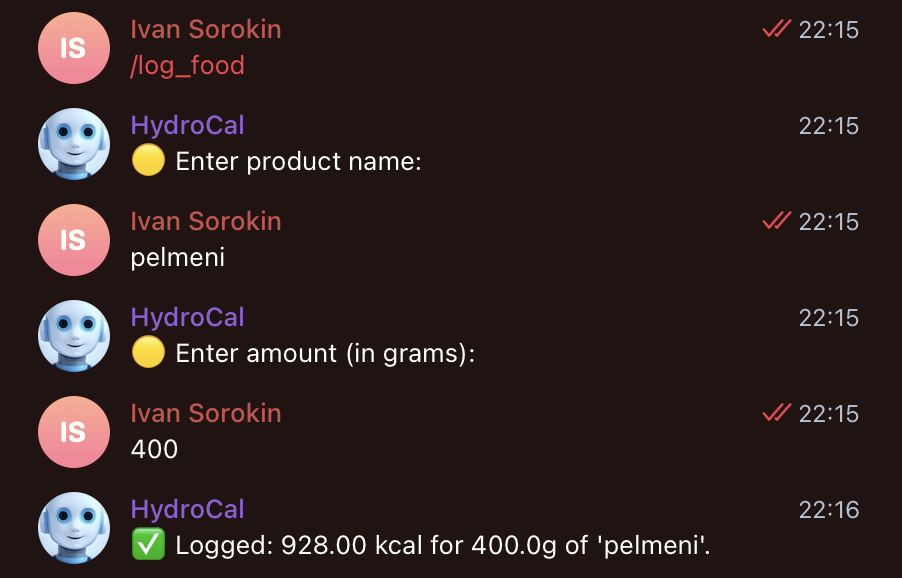 IS
Ivan Sorokin 22:15
/log_food
HydroCal 22:15
🟡 Enter product name:
IS
Ivan Sorokin 22:15
pelmeni
HydroCal 22:15
🟡 Enter amount (in grams):
IS
Ivan Sorokin 22:15
400
HydroCal 22:16
✅ Logged: 928.00 kcal for 400.0g of 'pelmeni'.